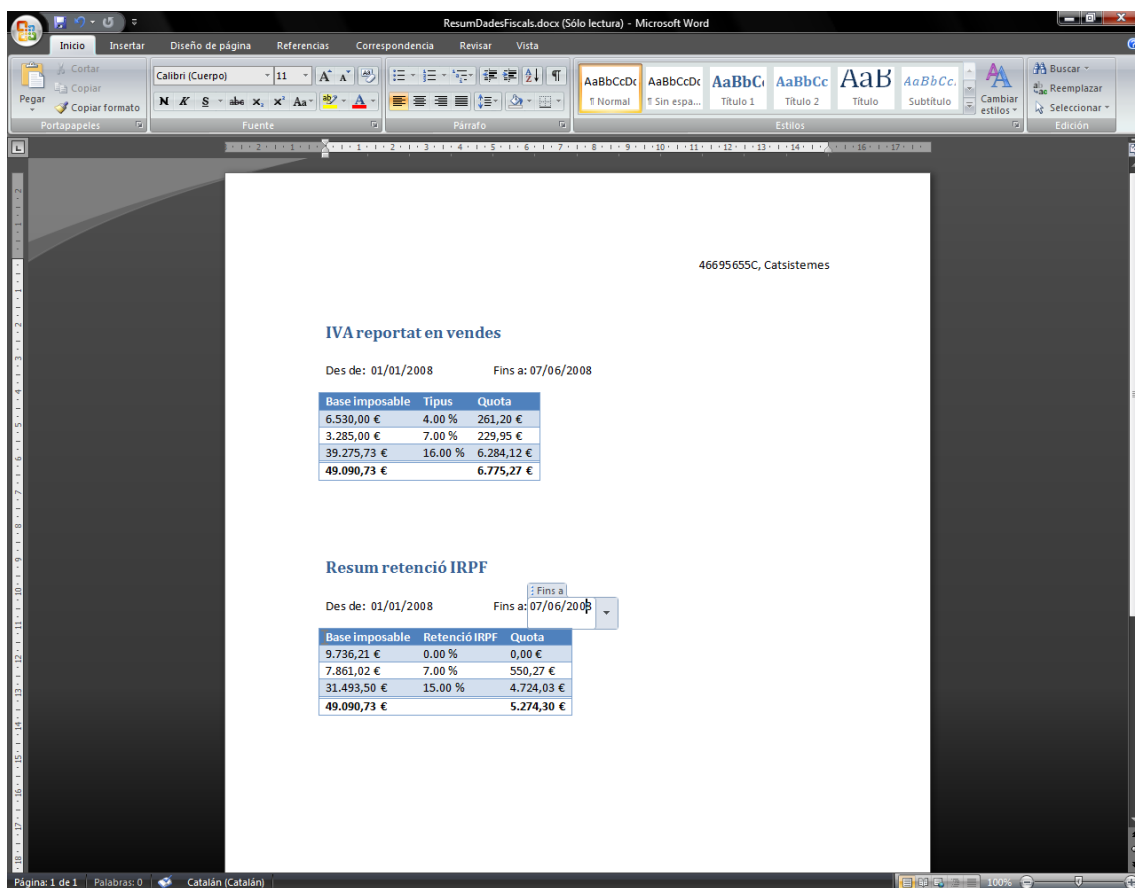 ResumDadesFiscals.docx (Sólo lectura) - Microsoft Word
Inicio Insertar Diseño de página Referencias Correspondencia Revisar Vista
Pegar
Cortar
Copiar
Copiar formato
Portapapeles
Calibri (Cuerpo) 11
N K S abc x₂ x² Aa
Fuente
Párrafo
AaBbCcDc AaBbCcDc AaBbC AaBbCc AaB AaBbCc.
¶ Normal ¶ Sin espa... Título 1 Título 2 Título Subtítulo
Cambiar estilos
Estilos
Buscar
Reemplazar
Seleccionar
Edición
46695655C, Catsistemes
IVA reportat en vendes
Des de: 01/01/2008 Fins a: 07/06/2008
Base imposable Tipus Quota
6.530,00 € 4.00 % 261,20 €
3.285,00 € 7.00 % 229,95 €
39.275,73 € 16.00 % 6.284,12 €
49.090,73 € 6.775,27 €
Resum retenció IRPF
Fins a
Des de: 01/01/2008 Fins a: 07/06/2008
Base imposable Retenció IRPF Quota
9.736,21 € 0.00 % 0,00 €
7.861,02 € 7.00 % 550,27 €
31.493,50 € 15.00 % 4.724,03 €
49.090,73 € 5.274,30 €
Página: 1 de 1 Palabras: 0 Catalán (Catalán) 100%